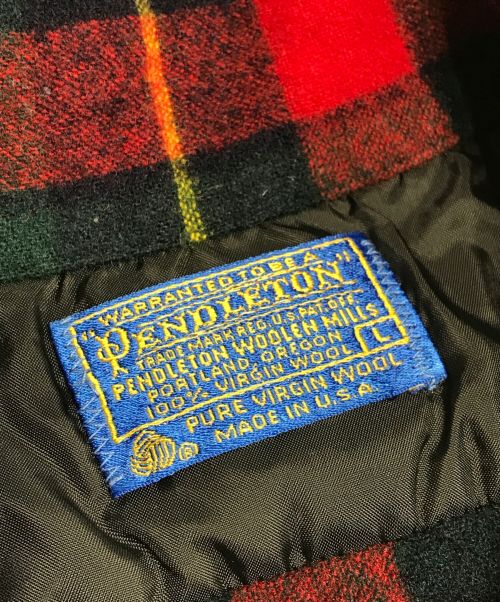 "WARRANTED TO BE A"
PENDLETON
TRADE MARK REG. U.S. PAT. OFF.
PENDLETON WOOLEN MILLS
PORTLAND, OREGON
L
100% VIRGIN WOOL
PURE VIRGIN WOOL
®
MADE IN U.S.A.